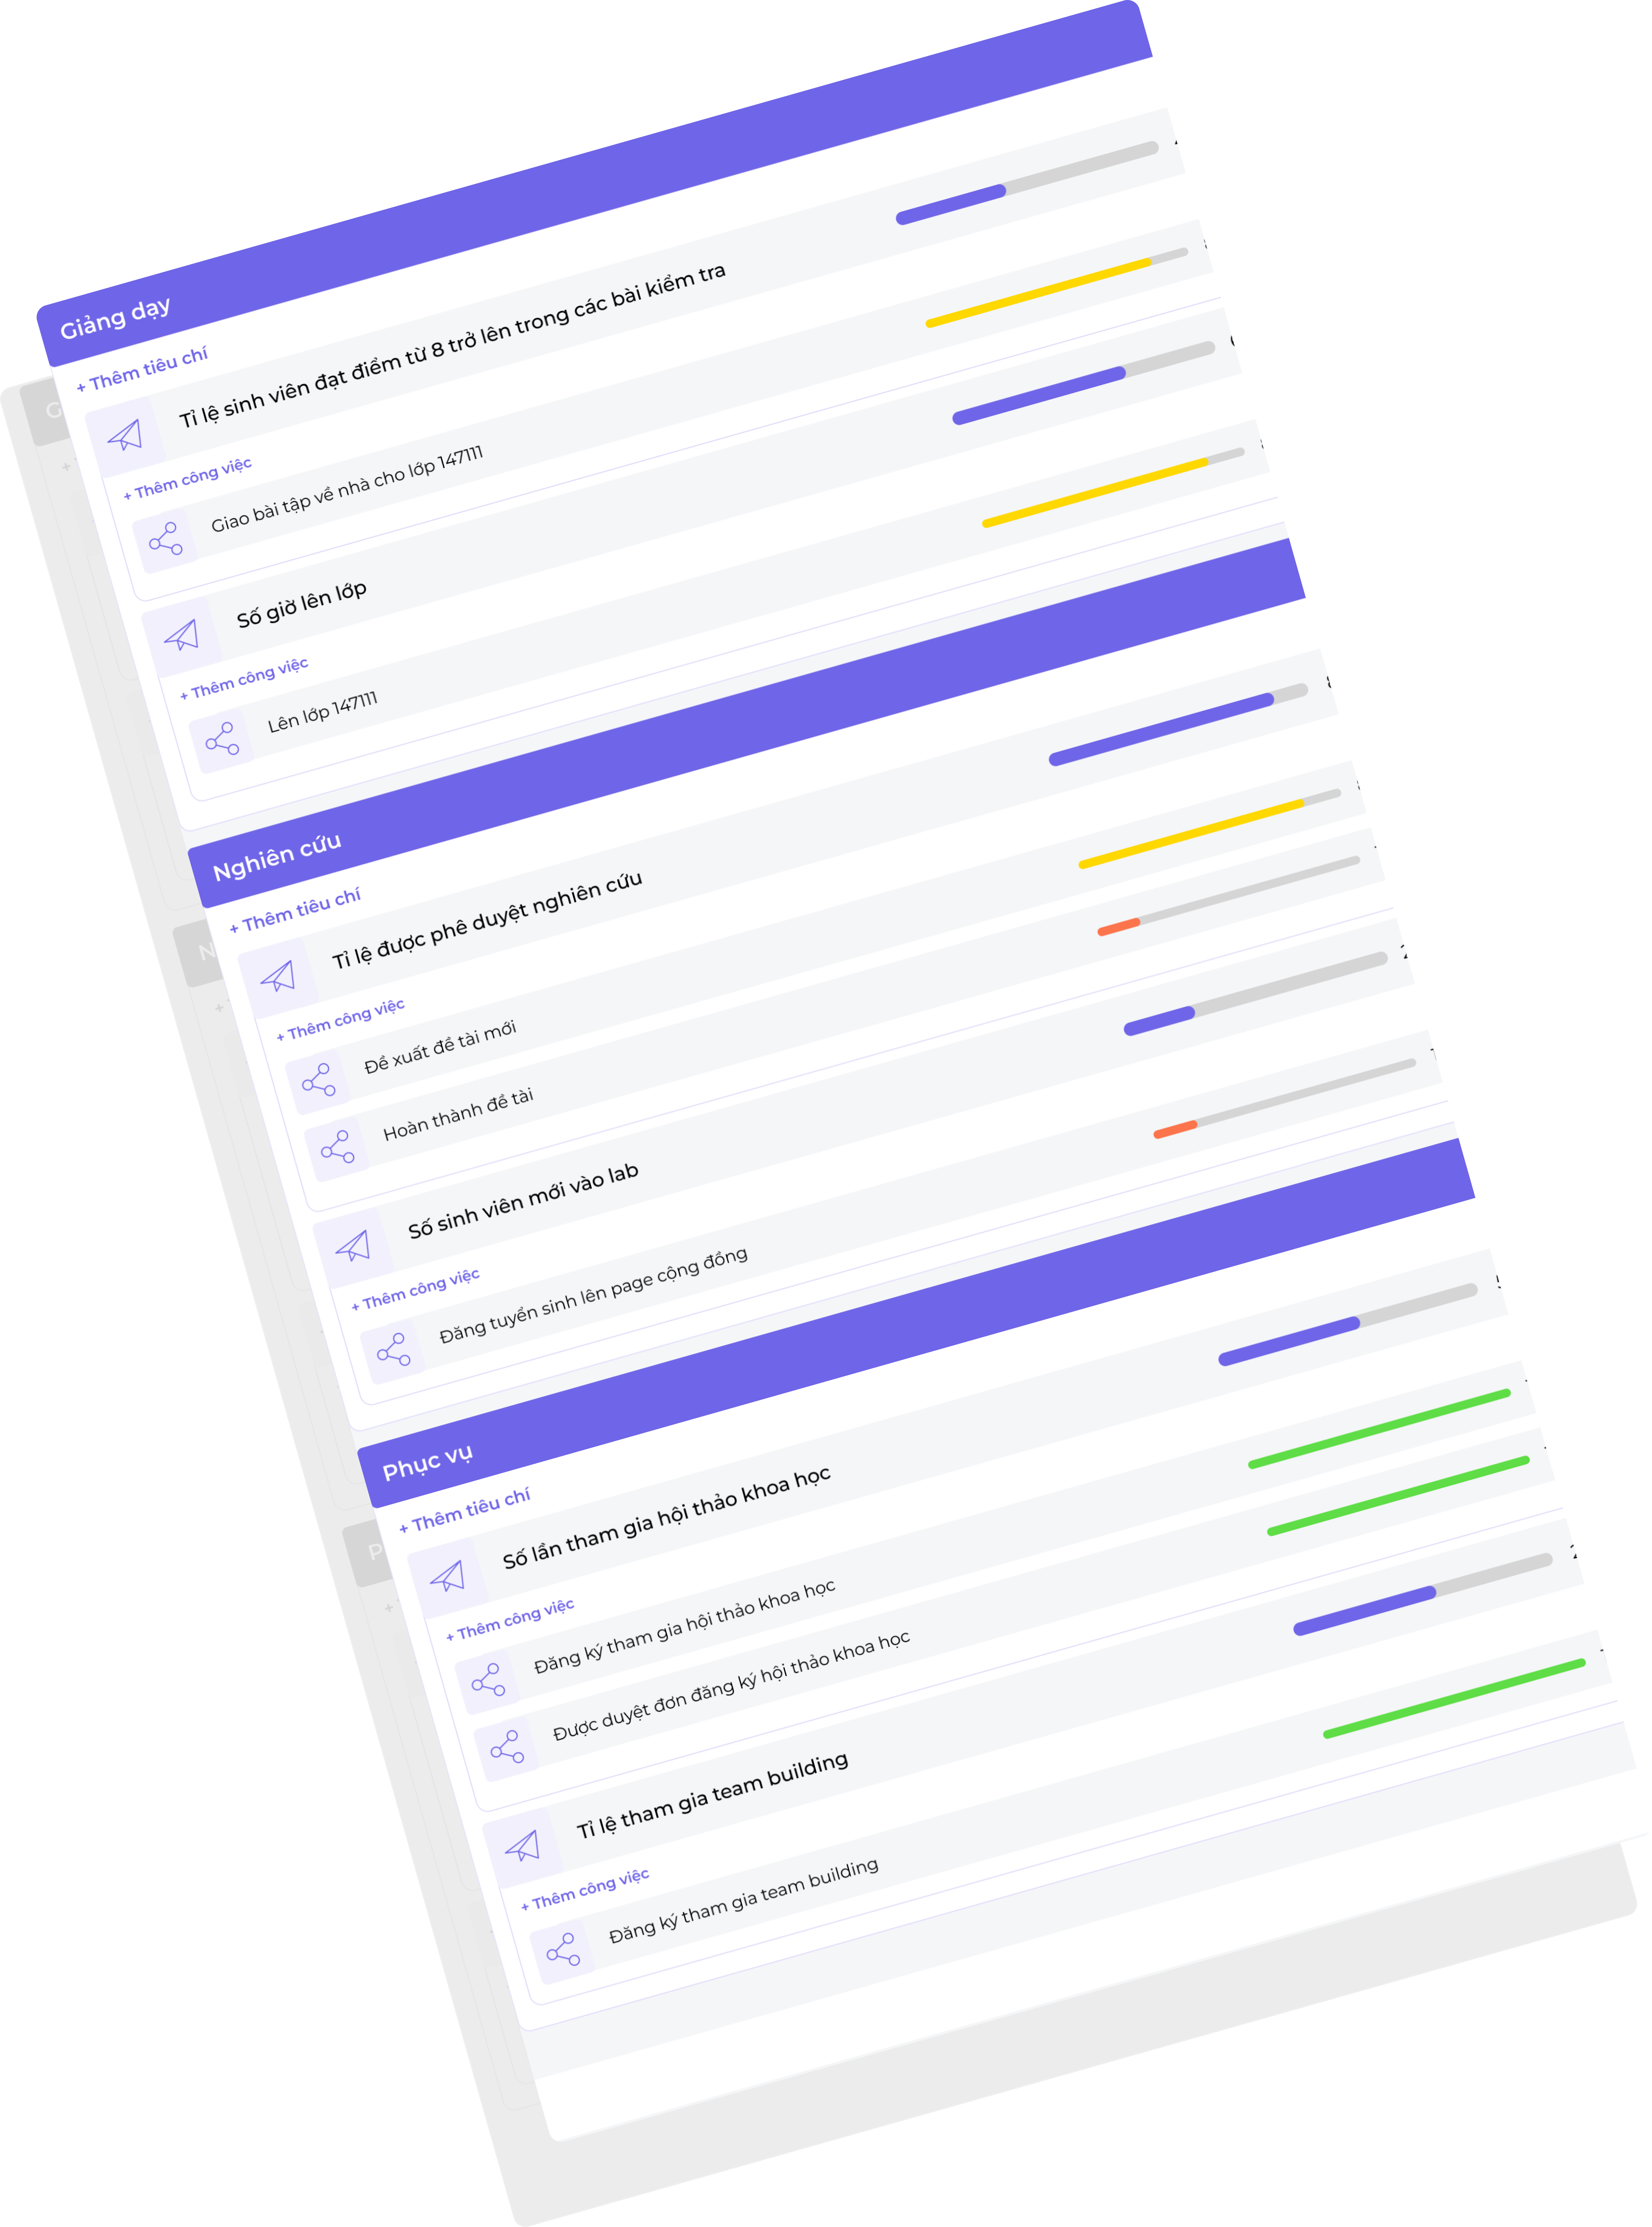 Giảng dạy
+ Thêm tiêu chí
Tỉ lệ sinh viên đạt điểm từ 8 trở lên trong các bài kiểm tra
+ Thêm công việc
Giao bài tập về nhà cho lớp 147111
Số giờ lên lớp
+ Thêm công việc
Lên lớp 147111
Nghiên cứu
+ Thêm tiêu chí
Tỉ lệ được phê duyệt nghiên cứu
+ Thêm công việc
Đề xuất đề tài mới
Hoàn thành đề tài
Số sinh viên mới vào lab
+ Thêm công việc
Đăng tuyển sinh lên page cộng đồng
Phục vụ
+ Thêm tiêu chí
Số lần tham gia hội thảo khoa học
+ Thêm công việc
Đăng ký tham gia hội thảo khoa học
Được duyệt đơn đăng ký hội thảo khoa học
Tỉ lệ tham gia team building
+ Thêm công việc
Đăng ký tham gia team building